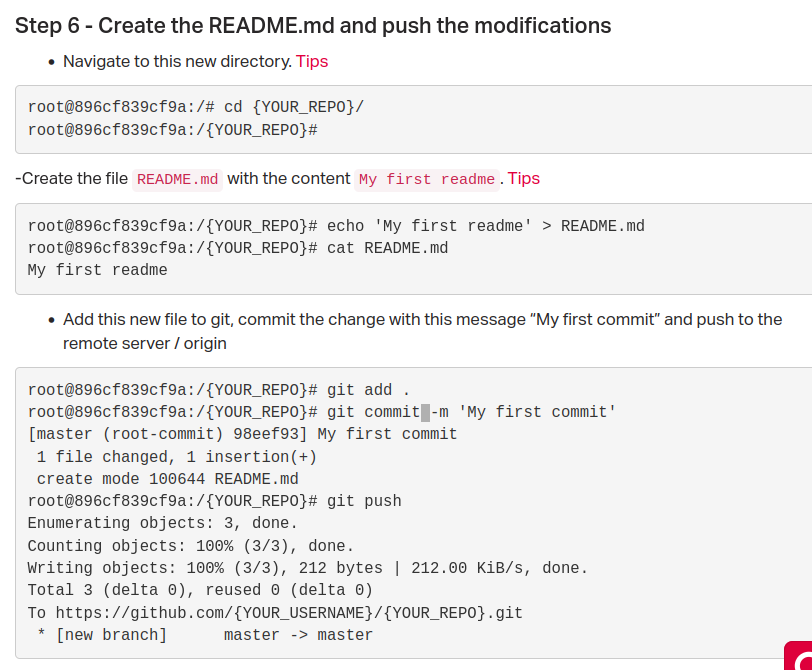 Step 6 - Create the README.md and push the modifications
• Navigate to this new directory. Tips
root@896cf839cf9a:/# cd {YOUR_REPO}/
root@896cf839cf9a:/{YOUR_REPO}#
-Create the file README.md with the content My first readme. Tips
root@896cf839cf9a:/{YOUR_REPO}# echo 'My first readme' > README.md
root@896cf839cf9a:/{YOUR_REPO}# cat README.md
My first readme
• Add this new file to git, commit the change with this message “My first commit” and push to the
remote server / origin
root@896cf839cf9a:/{YOUR_REPO}# git add .
root@896cf839cf9a:/{YOUR_REPO}# git commit -m 'My first commit'
[master (root-commit) 98eef93] My first commit
 1 file changed, 1 insertion(+)
 create mode 100644 README.md
root@896cf839cf9a:/{YOUR_REPO}# git push
Enumerating objects: 3, done.
Counting objects: 100% (3/3), done.
Writing objects: 100% (3/3), 212 bytes | 212.00 KiB/s, done.
Total 3 (delta 0), reused 0 (delta 0)
To https://github.com/{YOUR_USERNAME}/{YOUR_REPO}.git
 * [new branch]      master -> master